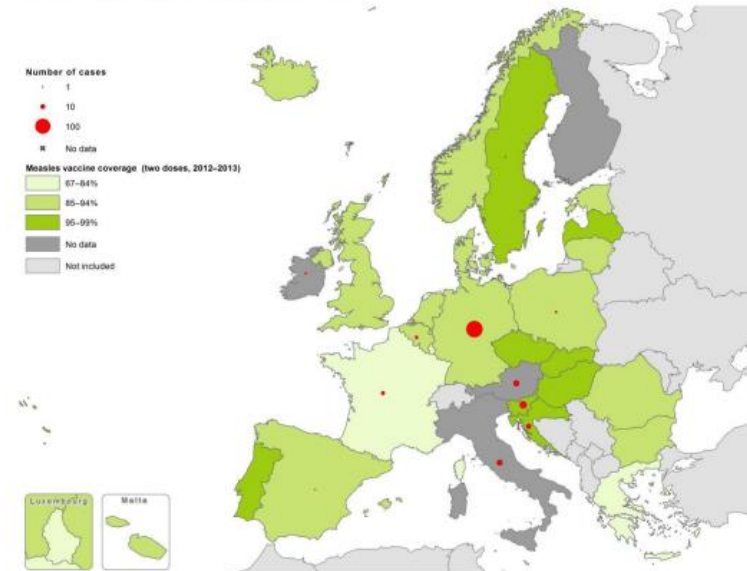 Number of cases
1
10
100
No data
Measles vaccine coverage (two doses, 2012–2013)
67–84%
85–94%
95–99%
No data
Not included
Luxembourg
Malta